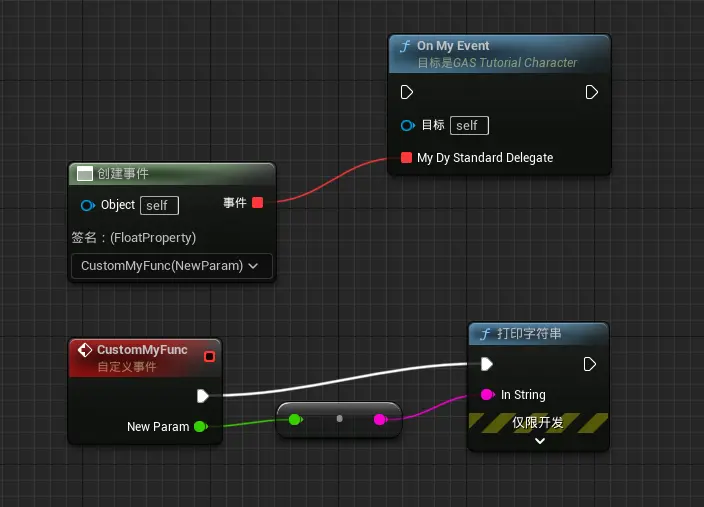 On My Event
目标是GAS Tutorial Character
目标 self
My Dy Standard Delegate
创建事件
Object self 事件
签名：(FloatProperty)
CustomMyFunc(NewParam)
CustomMyFunc
自定义事件
New Param
打印字符串
In String
仅限开发